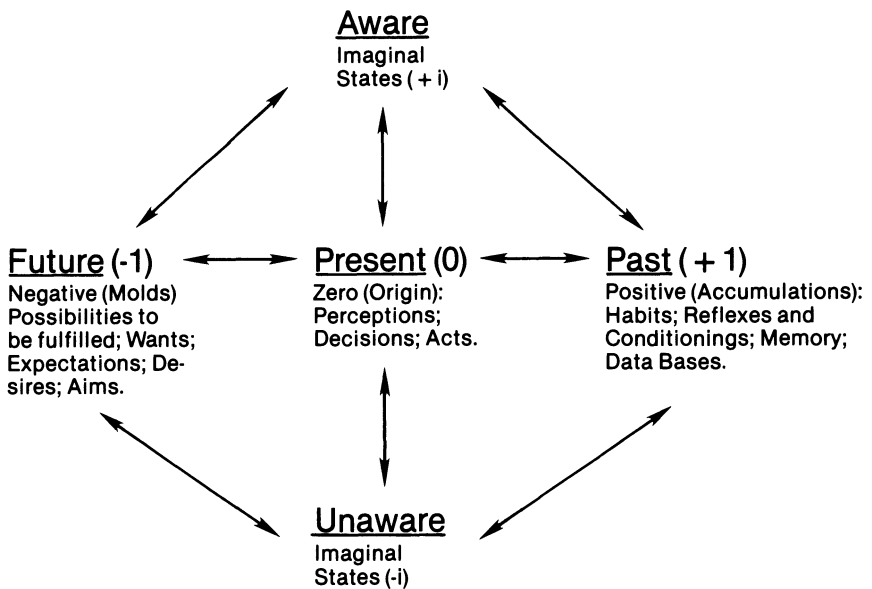 Aware
Imaginal
States ( + i)
Future (-1)
Negative (Molds)
Possibilities to
be fulfilled; Wants;
Expectations; De-
sires; Aims.
Present (0)
Zero (Origin):
Perceptions;
Decisions; Acts.
Past ( + 1)
Positive (Accumulations):
Habits; Reflexes and
Conditionings; Memory;
Data Bases.
Unaware
Imaginal
States (-i)